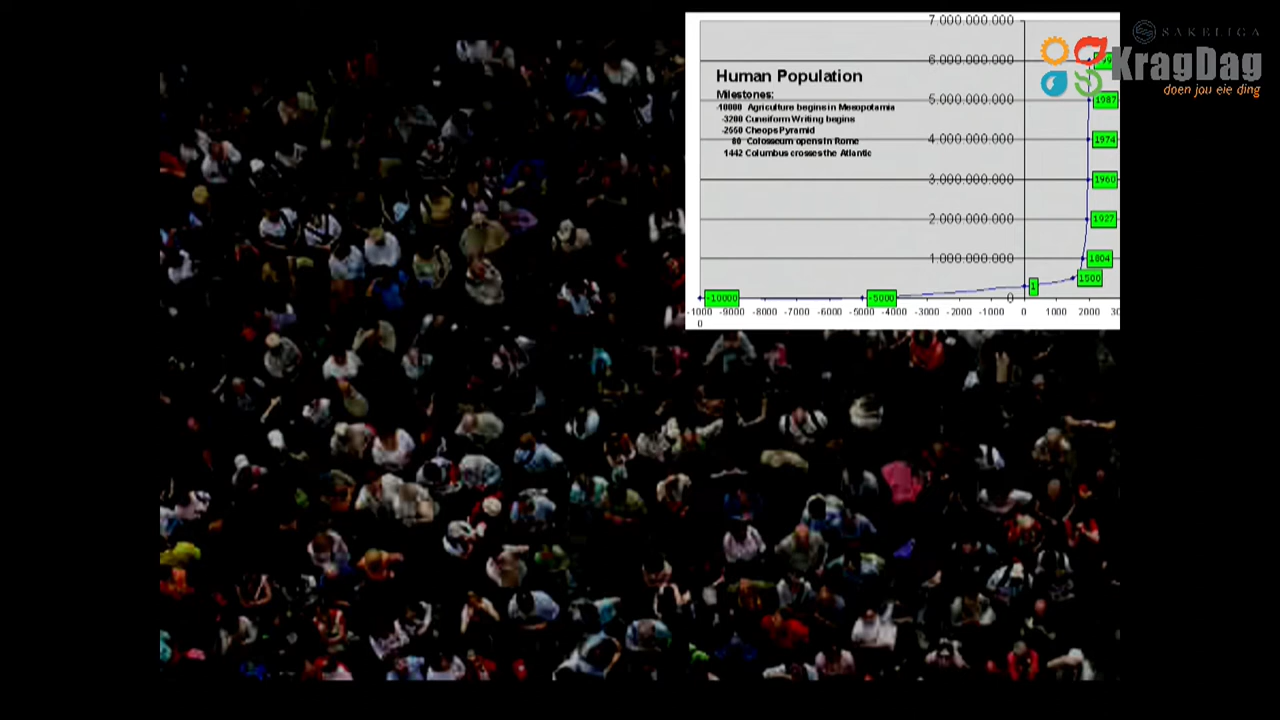 SAKELIGA
KragDag
doen jou eie ding
Human Population
Milestones:
-10000 Agriculture begins in Mesopotamia
-3200 Cuneiform Writing begins
-2550 Cheops Pyramid
80 Colosseum opens in Rome
1442 Columbus crosses the Atlantic
7 000.000.000
6.000.000.000
5.000.000.000
1987
4 000.000.000
1974
3.000.000.000
1960
2 000.000.000
1927
1 000.000.000
1804
1500
1
0
-10000
-5000
-1000 -9000 -8000 -7000 -6000 -5000 -4000 -3000 -2000 -1000 0 1000 2000
0